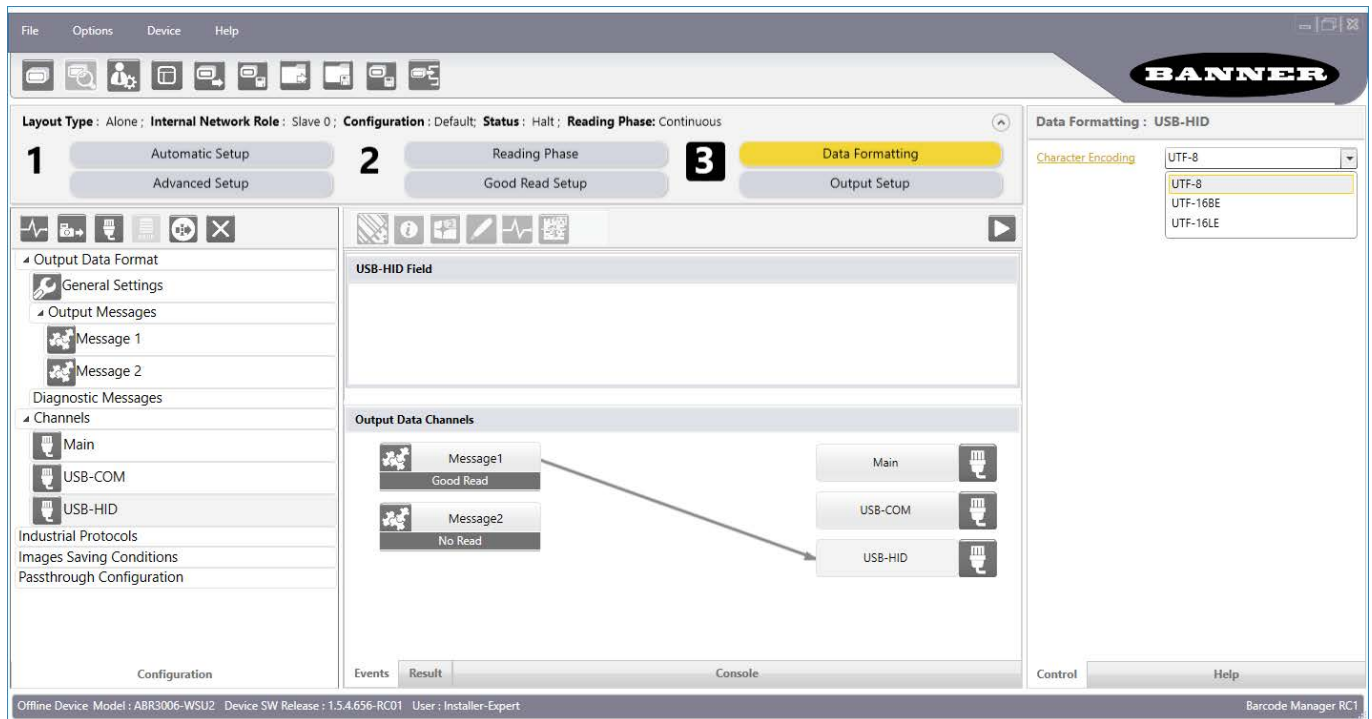 File Options Device Help
BANNER
Layout Type : Alone ; Internal Network Role : Slave 0 ; Configuration : Default; Status : Halt ; Reading Phase: Continuous
1 Automatic Setup 2 Reading Phase 3 Data Formatting
Advanced Setup Good Read Setup Output Setup
Data Formatting : USB-HID
Character Encoding UTF-8
UTF-8
UTF-16BE
UTF-16LE
Output Data Format
General Settings
Output Messages
Message 1
Message 2
Diagnostic Messages
Channels
Main
USB-COM
USB-HID
Industrial Protocols
Images Saving Conditions
Passthrough Configuration
Configuration
USB-HID Field
Output Data Channels
Message1
Good Read
Message2
No Read
Main
USB-COM
USB-HID
Events Result Console
Control Help
Offline Device Model : ABR3006-WSU2 Device SW Release : 1.5.4.656-RC01 User : Installer-Expert
Barcode Manager RC1